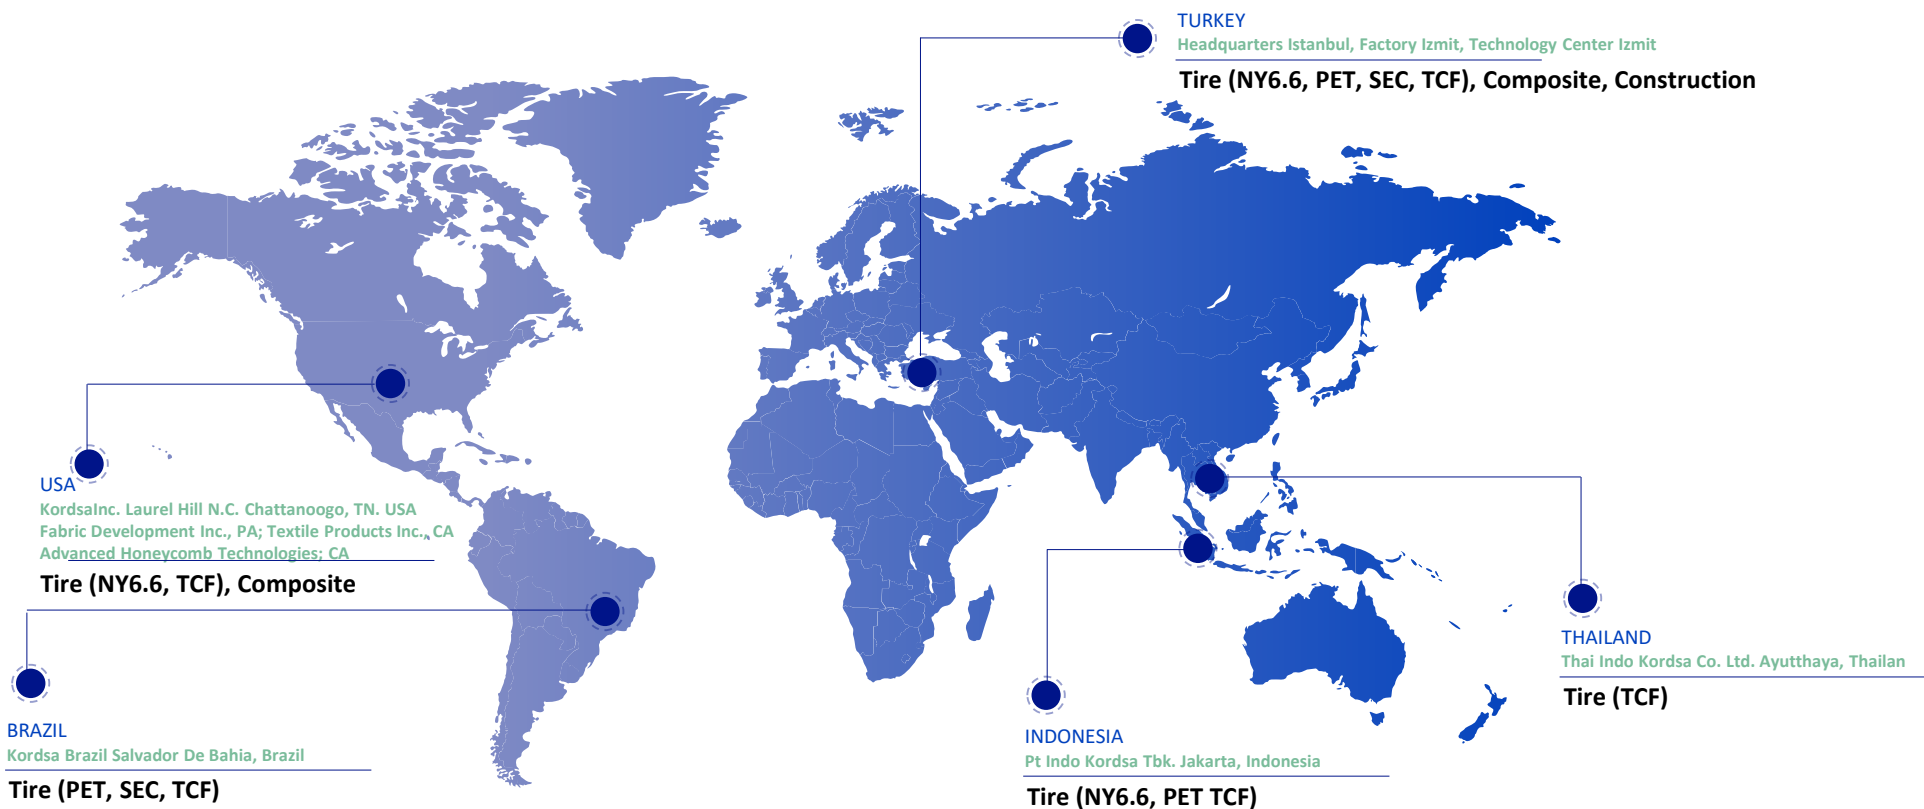 TURKEY
Headquarters Istanbul, Factory Izmit, Technology Center Izmit
Tire (NY6.6, PET, SEC, TCF), Composite, Construction
USA
KordsaInc. Laurel Hill N.C. Chattanoogo, TN. USA
Fabric Development Inc., PA; Textile Products Inc., CA
Advanced Honeycomb Technologies; CA
Tire (NY6.6, TCF), Composite
BRAZIL
Kordsa Brazil Salvador De Bahia, Brazil
Tire (PET, SEC, TCF)
INDONESIA
Pt Indo Kordsa Tbk. Jakarta, Indonesia
Tire (NY6.6, PET TCF)
THAILAND
Thai Indo Kordsa Co. Ltd. Ayutthaya, Thailan
Tire (TCF)